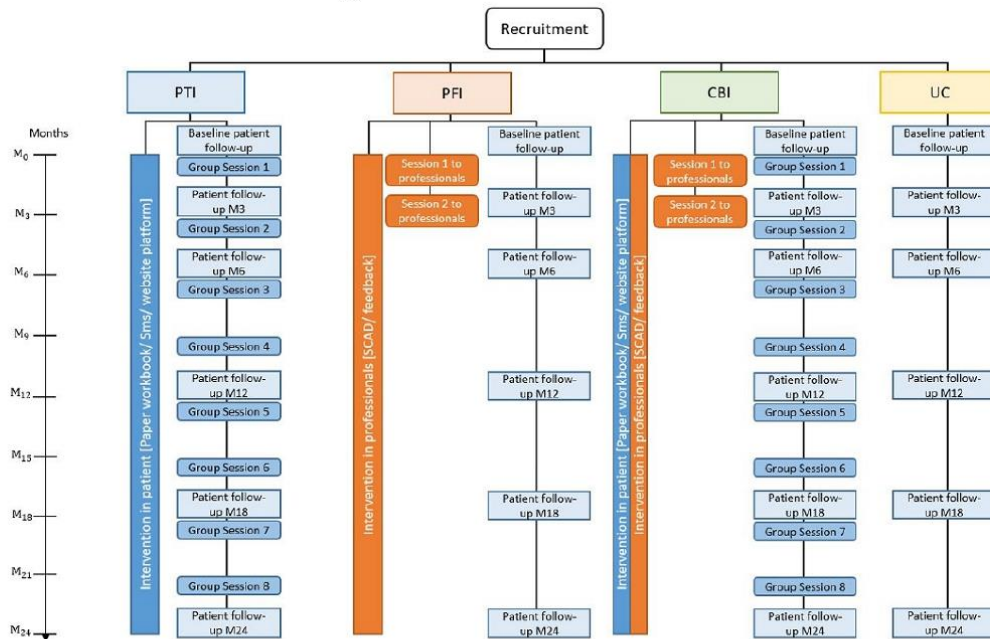 Recruitment
PTI
PFI
CBI
UC
Months
M0
M3
M6
M9
M12
M15
M18
M21
M24
Intervention in patient [Paper workbook/ Sms/ website platform]
Baseline patient
follow-up
Group Session 1
Patient follow-
up M3
Group Session 2
Patient follow-
up M6
Group Session 3
Group Session 4
Patient follow-
up M12
Group Session 5
Group Session 6
Patient follow-
up M18
Group Session 7
Group Session 8
Patient follow-
up M24
Intervention in professionals [SCAD/ feedback]
Session 1 to
professionals
Session 2 to
professionals
Baseline patient
follow-up
Patient follow-
up M3
Patient follow-
up M6
Patient follow-
up M12
Patient follow-
up M18
Patient follow-
up M24
Intervention in patient [Paper workbook/ Sms/ website platform]
Intervention in professionals [SCAD/ feedback]
Session 1 to
professionals
Session 2 to
professionals
Baseline patient
follow-up
Group Session 1
Patient follow-
up M3
Group Session 2
Patient follow-
up M6
Group Session 3
Group Session 4
Patient follow-
up M12
Group Session 5
Group Session 6
Patient follow-
up M18
Group Session 7
Group Session 8
Patient follow-
up M24
Baseline patient
follow-up
Patient follow-
up M3
Patient follow-
up M6
Patient follow-
up M12
Patient follow-
up M18
Patient follow-
up M24